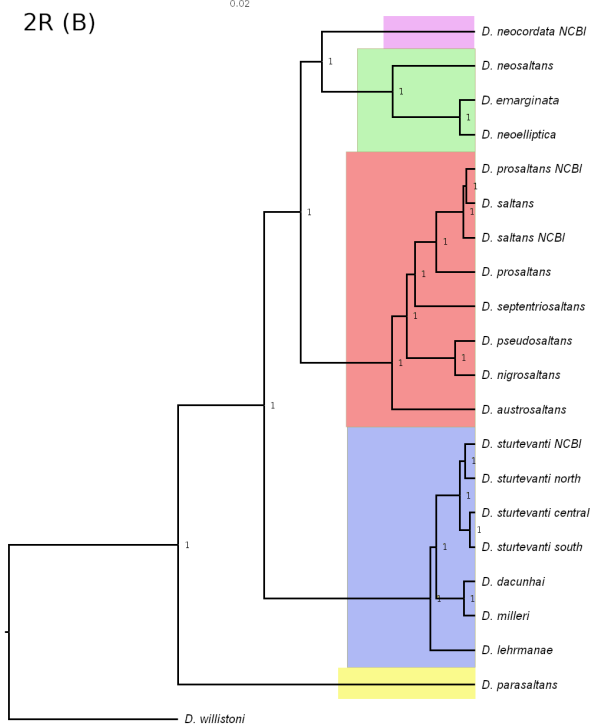 0.02
2R (B)
D. neocordata NCBI
D. neosaltans
1
1
D. emarginata
1
D. neoelliptica
D. prosaltans NCBI
1
D. saltans
1
1
D. saltans NCBI
1
D. prosaltans
1
D. septentriosaltans
1
D. pseudosaltans
1
1
D. nigrosaltans
1
D. austrosaltans
D. sturtevanti NCBI
1
D. sturtevanti north
1
D. sturtevanti central
1
D. sturtevanti south
1
1
D. dacunhai
1
1
D. milleri
D. lehrmanae
D. parasaltans
D. willistoni